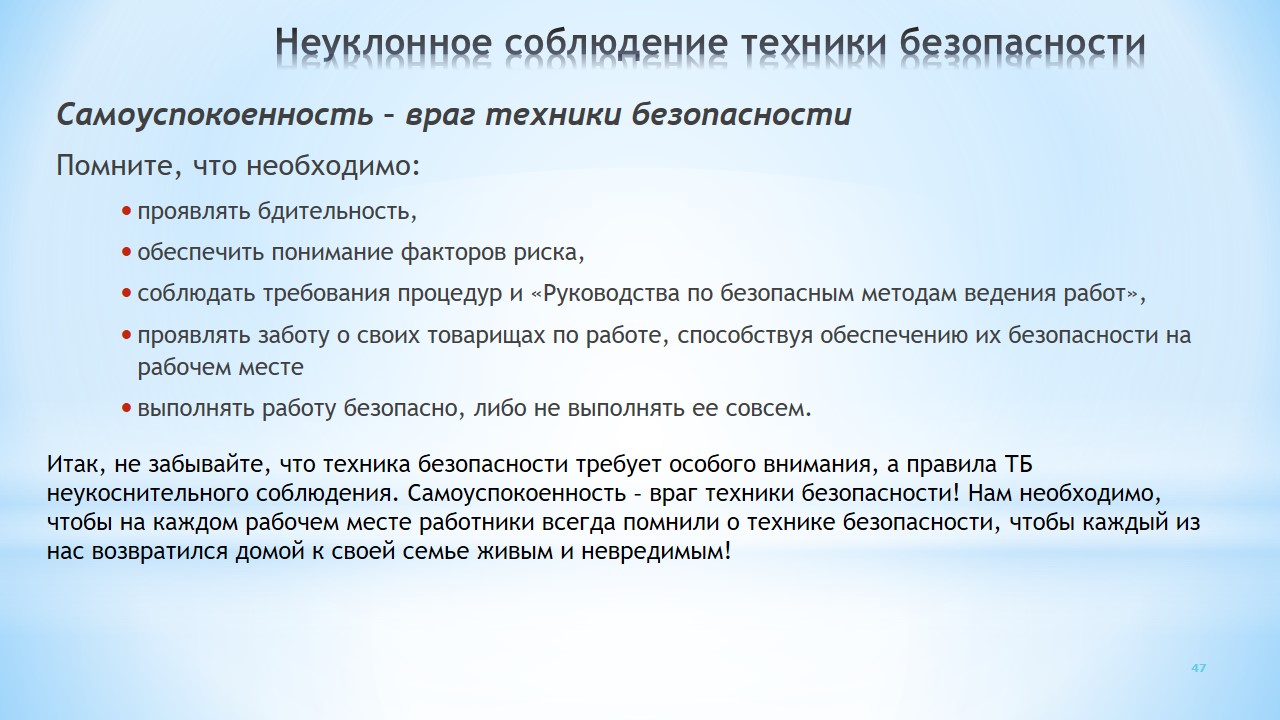 Неуклонное соблюдение техники безопасности
Самоуспокоенность – враг техники безопасности
Помните, что необходимо:
• проявлять бдительность,
• обеспечить понимание факторов риска,
• соблюдать требования процедур и «Руководства по безопасным методам ведения работ»,
• проявлять заботу о своих товарищах по работе, способствуя обеспечению их безопасности на
рабочем месте
• выполнять работу безопасно, либо не выполнять ее совсем.
Итак, не забывайте, что техника безопасности требует особого внимания, а правила ТБ
неукоснительного соблюдения. Самоуспокоенность – враг техники безопасности! Нам необходимо,
чтобы на каждом рабочем месте работники всегда помнили о технике безопасности, чтобы каждый из
нас возвратился домой к своей семье живым и невредимым!
47